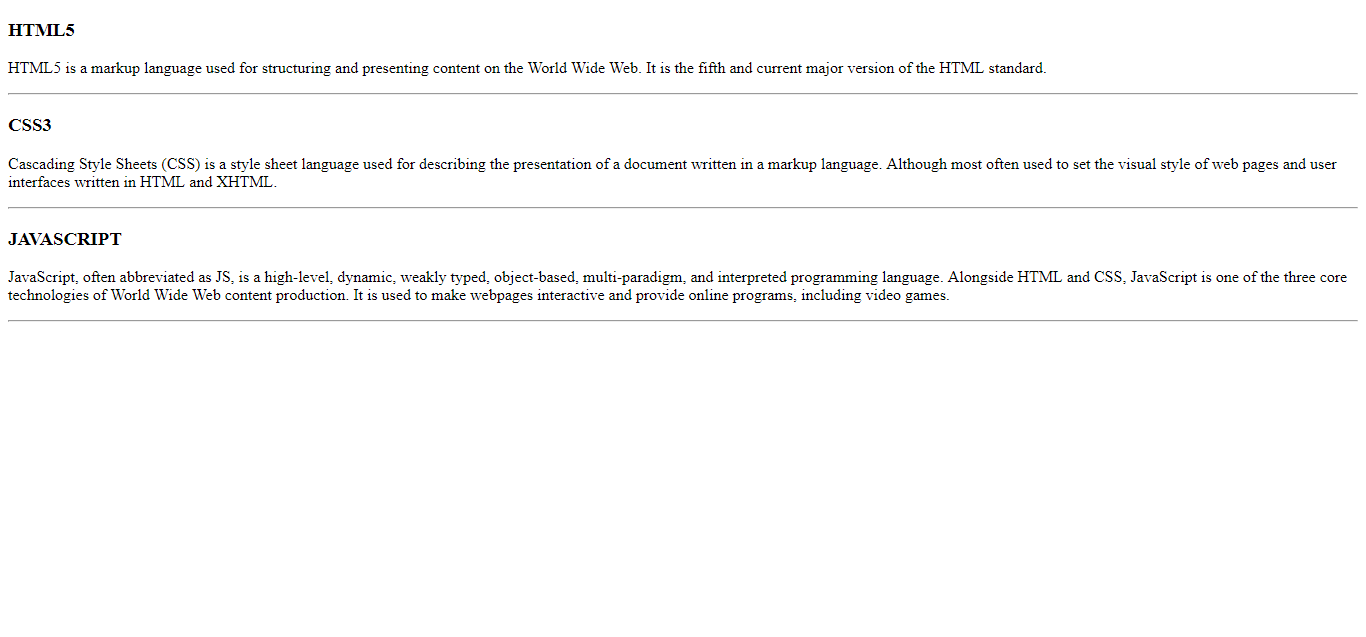 HTML5
HTML5 is a markup language used for structuring and presenting content on the World Wide Web. It is the fifth and current major version of the HTML standard.
CSS3
Cascading Style Sheets (CSS) is a style sheet language used for describing the presentation of a document written in a markup language. Although most often used to set the visual style of web pages and user
interfaces written in HTML and XHTML.
JAVASCRIPT
JavaScript, often abbreviated as JS, is a high-level, dynamic, weakly typed, object-based, multi-paradigm, and interpreted programming language. Alongside HTML and CSS, JavaScript is one of the three core
technologies of World Wide Web content production. It is used to make webpages interactive and provide online programs, including video games.